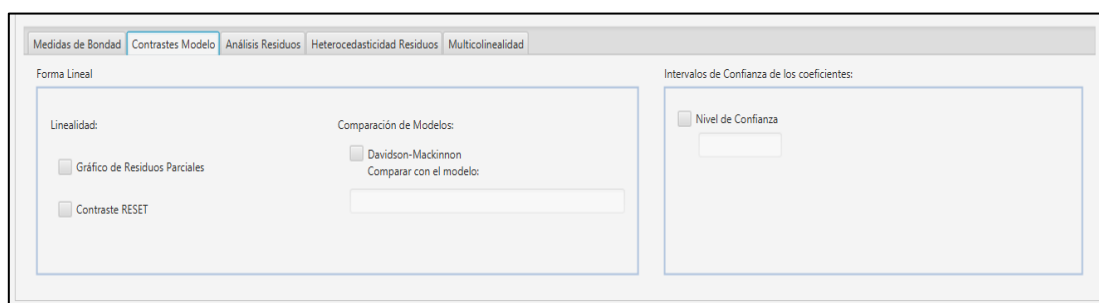 Medidas de Bondad Contrastes Modelo Análisis Residuos Heterocedasticidad Residuos Multicolinealidad
Forma Lineal
Linealidad:
Gráfico de Residuos Parciales
Contraste RESET
Comparación de Modelos:
Davidson-Mackinnon
Comparar con el modelo:
Intervalos de Confianza de los coeficientes:
Nivel de Confianza